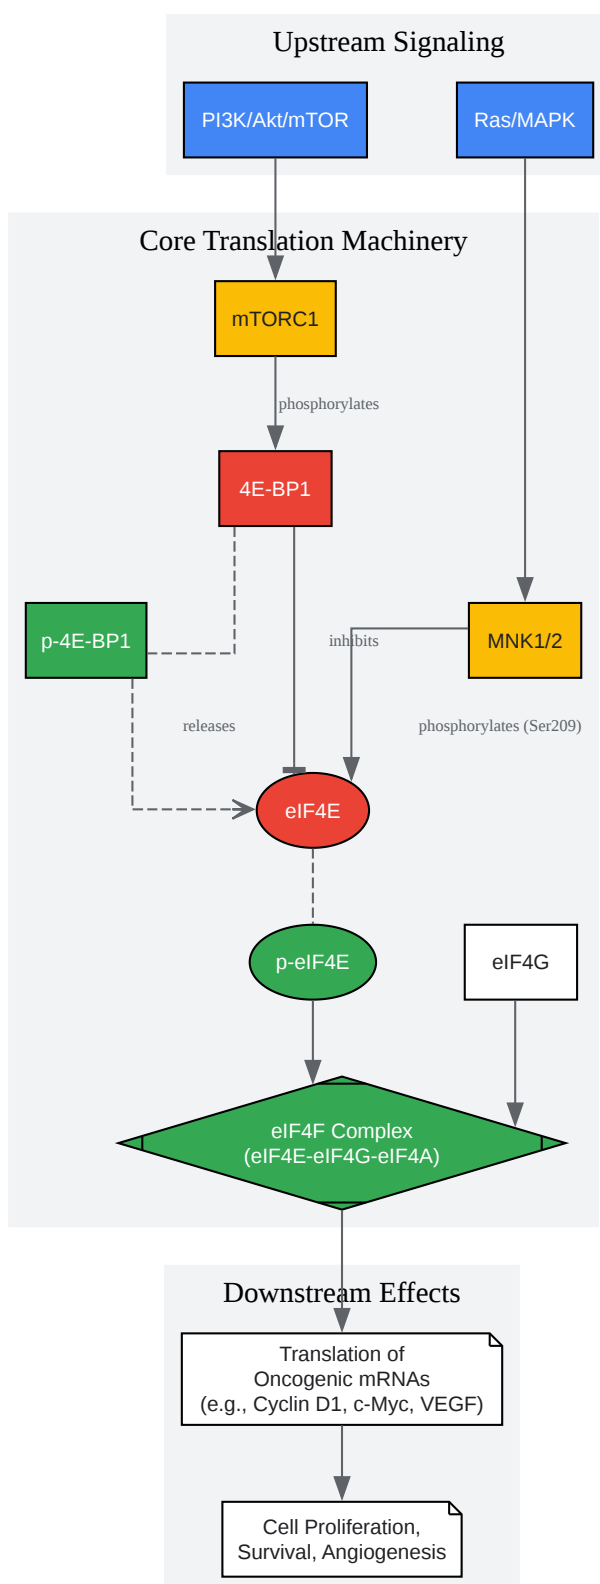 Upstream Signaling
PI3K/Akt/mTOR
Ras/MAPK
Core Translation Machinery
mTORC1
phosphorylates
4E-BP1
p-4E-BP1
inhibits
MNK1/2
releases
phosphorylates (Ser209)
eIF4E
p-eIF4E
eIF4G
eIF4F Complex
(eIF4E-eIF4G-eIF4A)
Downstream Effects
Translation of
Oncogenic mRNAs
(e.g., Cyclin D1, c-Myc, VEGF)
Cell Proliferation,
Survival, Angiogenesis